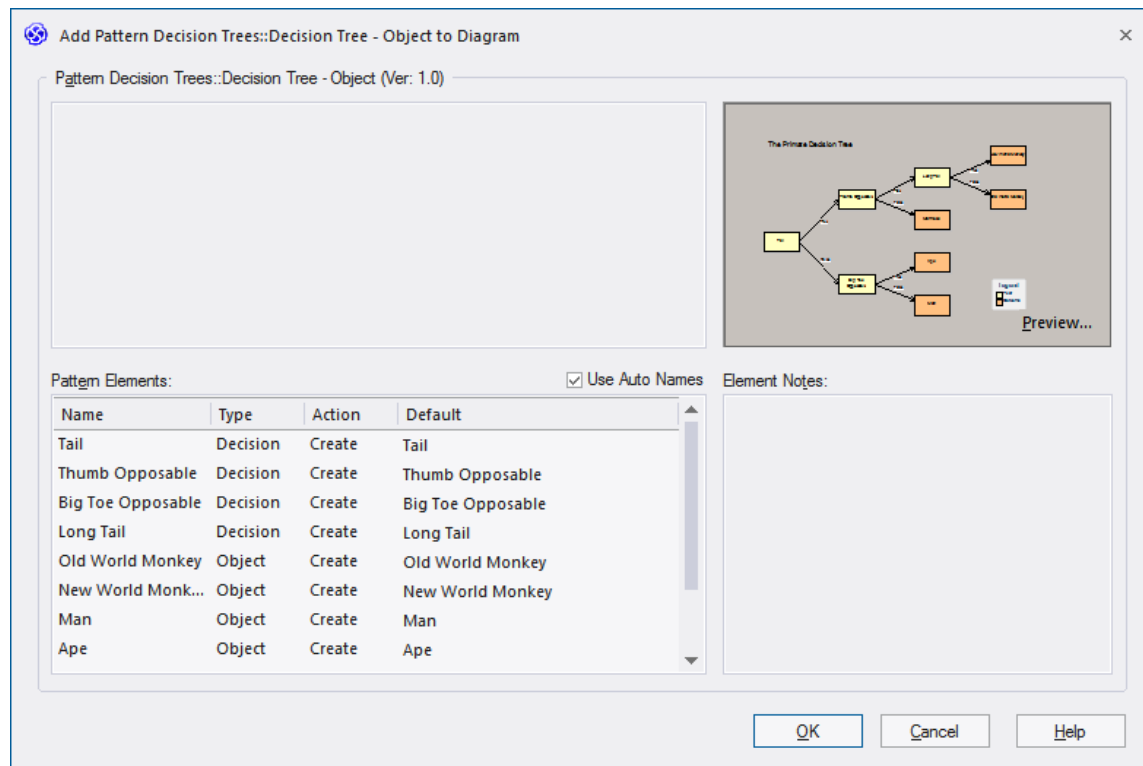 Add Pattern Decision Trees::Decision Tree - Object to Diagram
Pattern Decision Trees::Decision Tree - Object (Ver: 1.0)
The Primate Decision Tree
Preview...
Pattern Elements:
Use Auto Names
Element Notes:
Name Type Action Default
Tail Decision Create Tail
Thumb Opposable Decision Create Thumb Opposable
Big Toe Opposable Decision Create Big Toe Opposable
Long Tail Decision Create Long Tail
Old World Monkey Object Create Old World Monkey
New World Monk... Object Create New World Monkey
Man Object Create Man
Ape Object Create Ape
OK Cancel Help